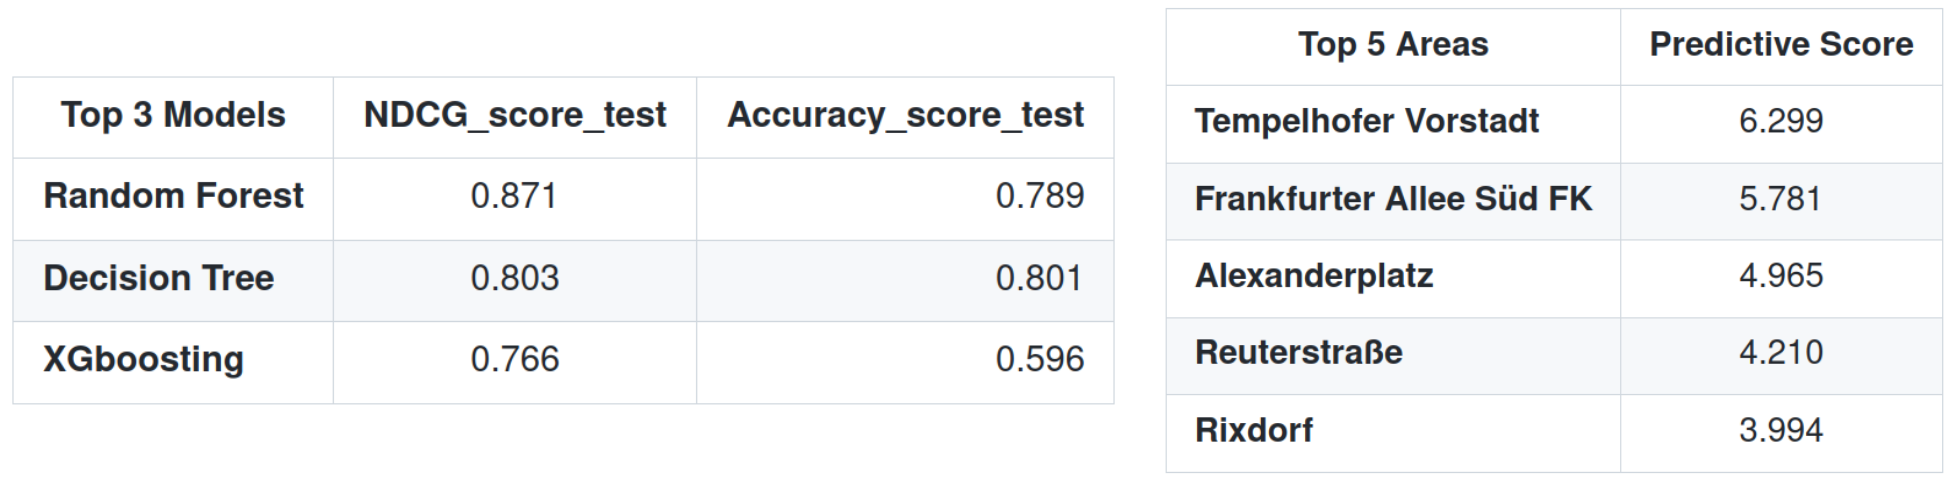 Top 3 Models NDCG_score_test Accuracy_score_test
Random Forest 0.871 0.789
Decision Tree 0.803 0.801
XGboosting 0.766 0.596
Top 5 Areas Predictive Score
Tempelhofer Vorstadt 6.299
Frankfurter Allee Süd FK 5.781
Alexanderplatz 4.965
Reuterstraße 4.210
Rixdorf 3.994